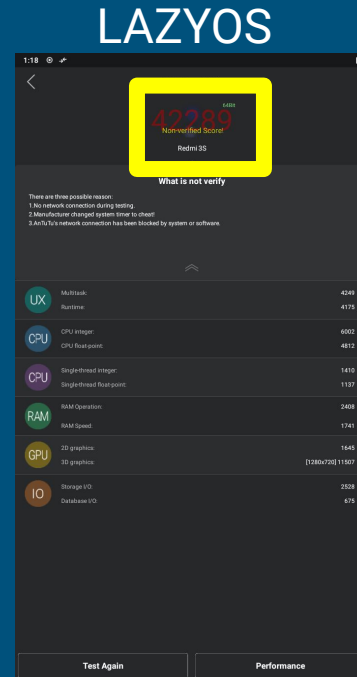 LAZYOS
1:18
64Bit
42289
Non-verified Score!
Redmi 3S
What is not verify
There are three possible reason:
1.No network connection during testing.
2.Manufacturer changed system timer to cheat!
3.AnTuTu's network connection has been blocked by system or software.
UX
Multitask:
4249
Runtime:
4175
CPU
CPU integer:
6002
CPU float-point:
4812
CPU
Single-thread integer:
1410
Single-thread float-point:
1137
RAM
RAM Operation:
2408
RAM Speed:
1741
GPU
2D graphics:
1645
3D graphics:
[1280x720] 11507
IO
Storage I/O:
2528
Database I/O:
675
Test Again
Performance